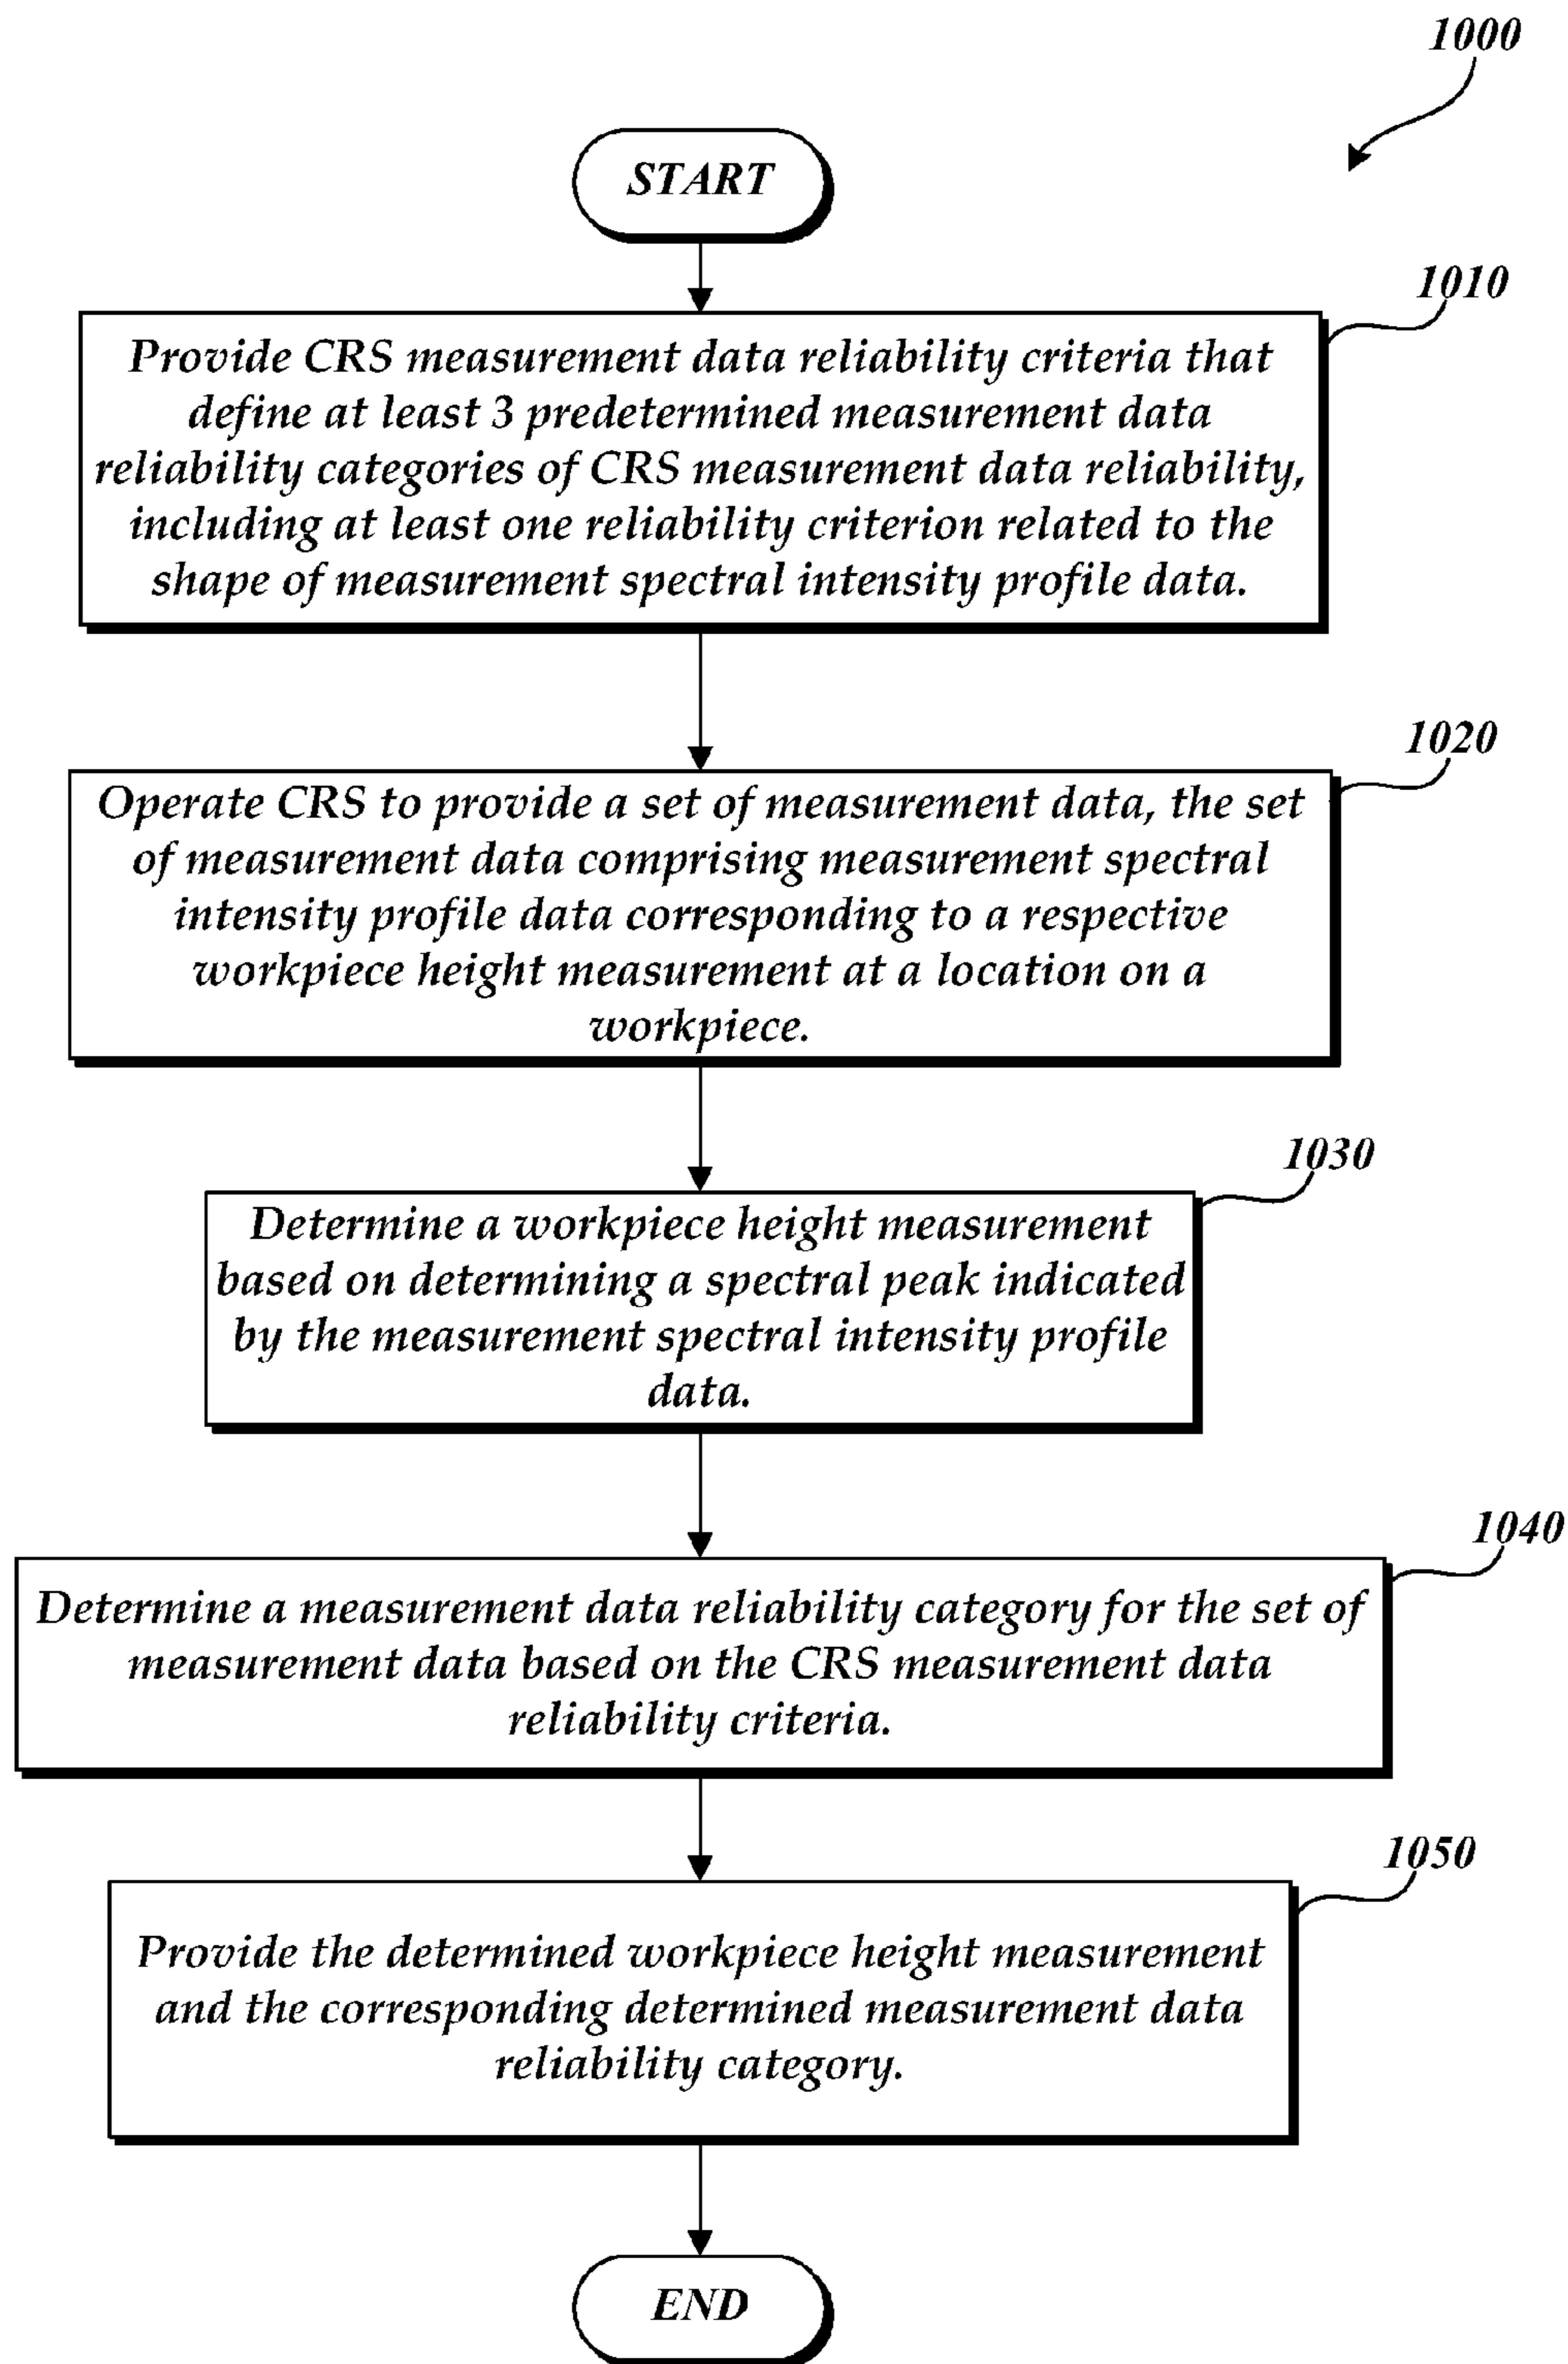 1000
START
1010
Provide CRS measurement data reliability criteria that
define at least 3 predetermined measurement data
reliability categories of CRS measurement data reliability,
including at least one reliability criterion related to the
shape of measurement spectral intensity profile data.
1020
Operate CRS to provide a set of measurement data, the set
of measurement data comprising measurement spectral
intensity profile data corresponding to a respective
workpiece height measurement at a location on a
workpiece.
1030
Determine a workpiece height measurement
based on determining a spectral peak indicated
by the measurement spectral intensity profile
data.
1040
Determine a measurement data reliability category for the set of
measurement data based on the CRS measurement data
reliability criteria.
1050
Provide the determined workpiece height measurement
and the corresponding determined measurement data
reliability category.
END